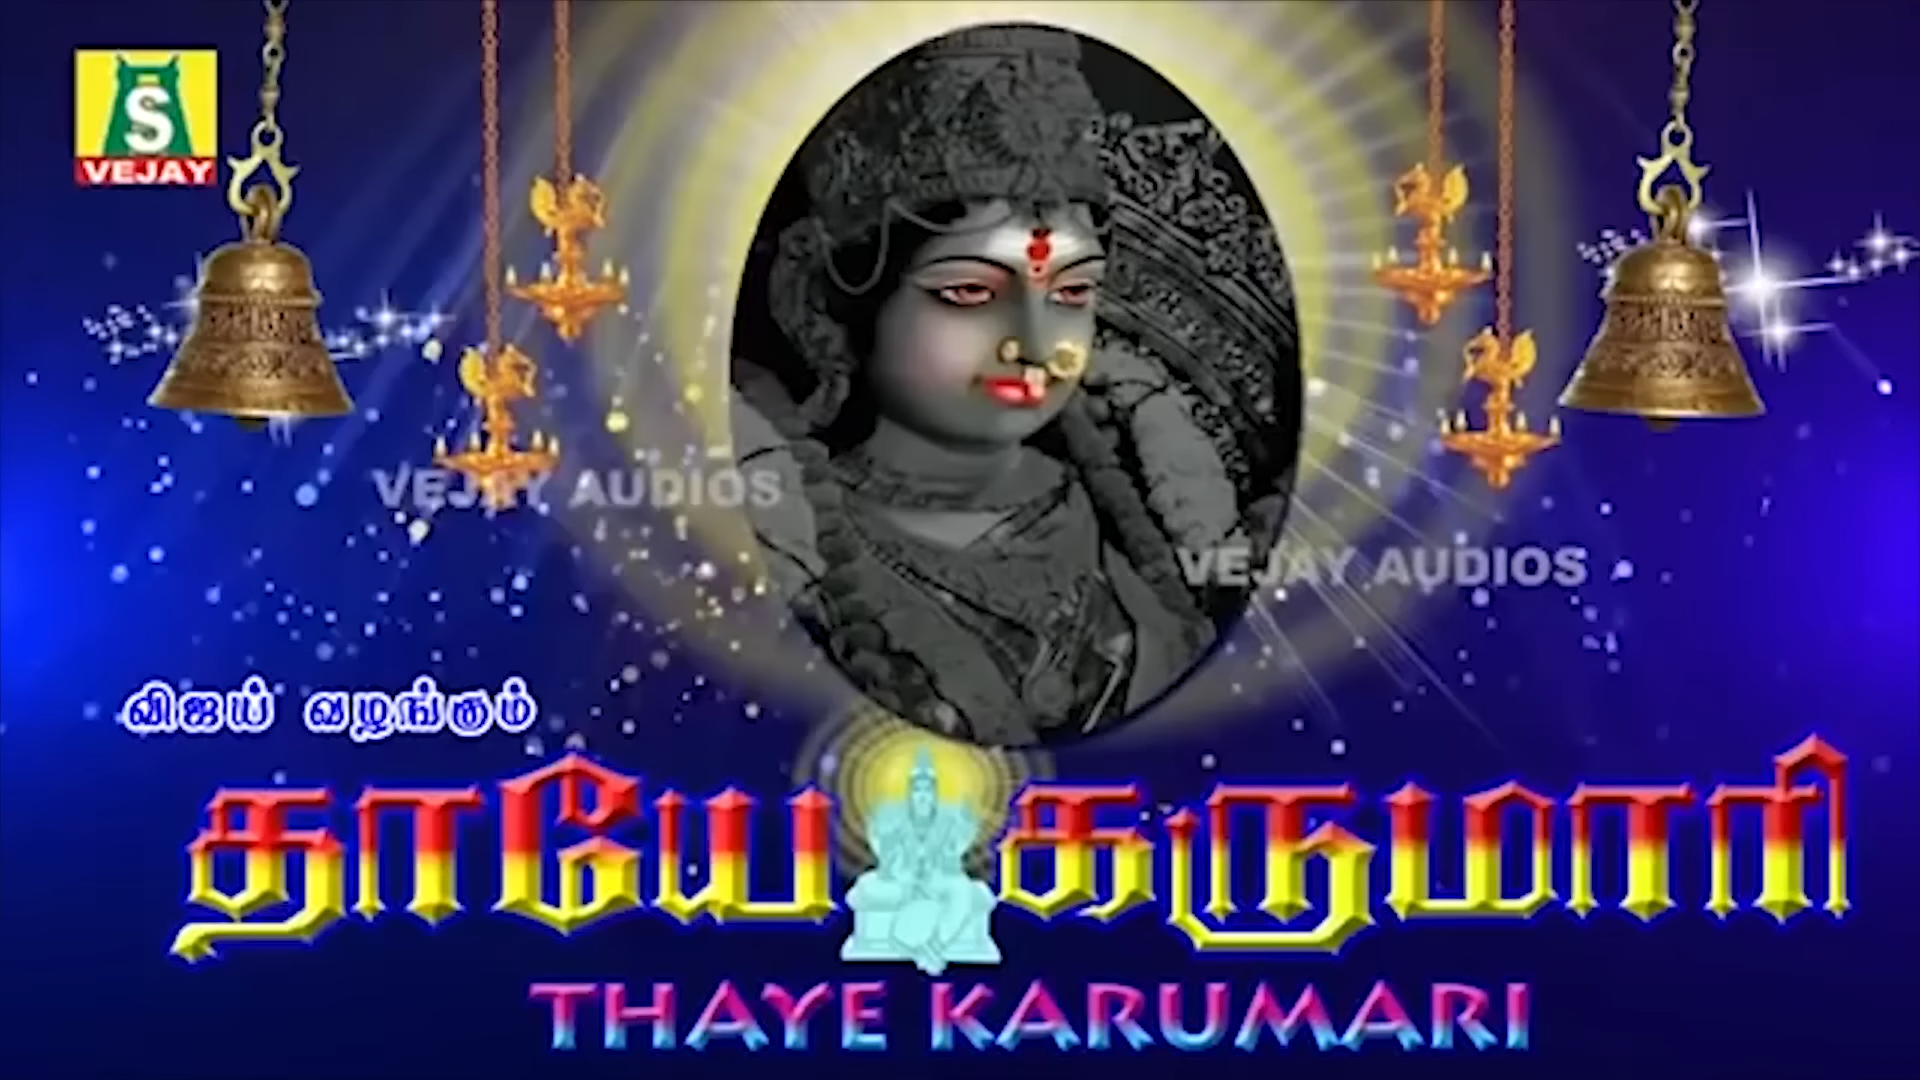 S
VEJAY
VEJAY AUDIOS
VEJAY AUDIOS
விஜய் வழங்கும்
தாயே கருமாரி
THAYE KARUMARI